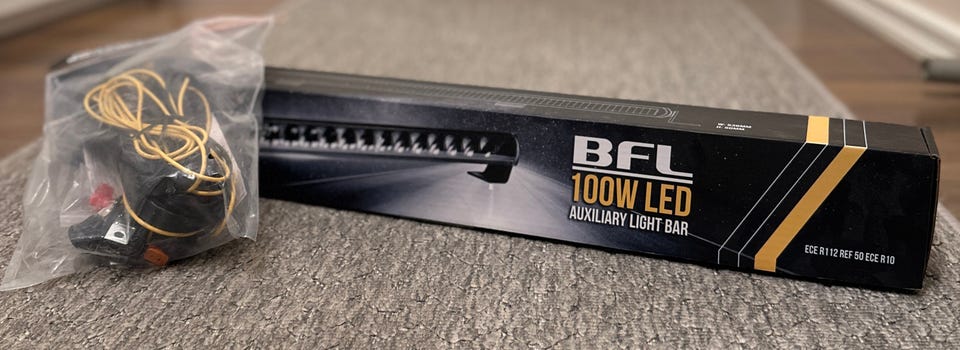 BFL
100W LED
AUXILIARY LIGHT BAR
ECE R112 REF 50 ECE R10